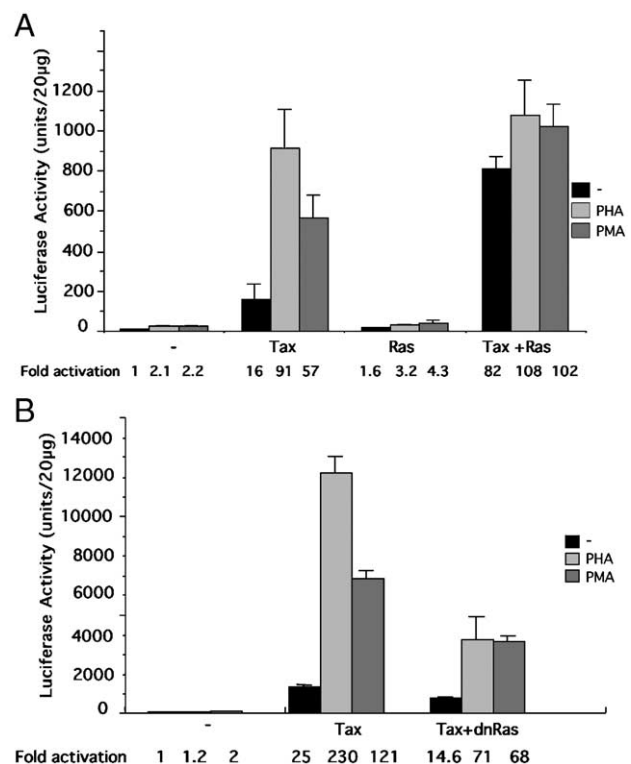 A
Luciferase Activity (units/20µg)
1200
1000
800
600
400
200
0
-
PHA
PMA
- Tax Ras Tax +Ras
Fold activation 1 2.1 2.2 16 91 57 1.6 3.2 4.3 82 108 102
B
Luciferase Activity (units/20µg)
14000
12000
10000
8000
6000
4000
2000
0
-
PHA
PMA
- Tax Tax+dnRas
Fold activation 1 1.2 2 25 230 121 14.6 71 68